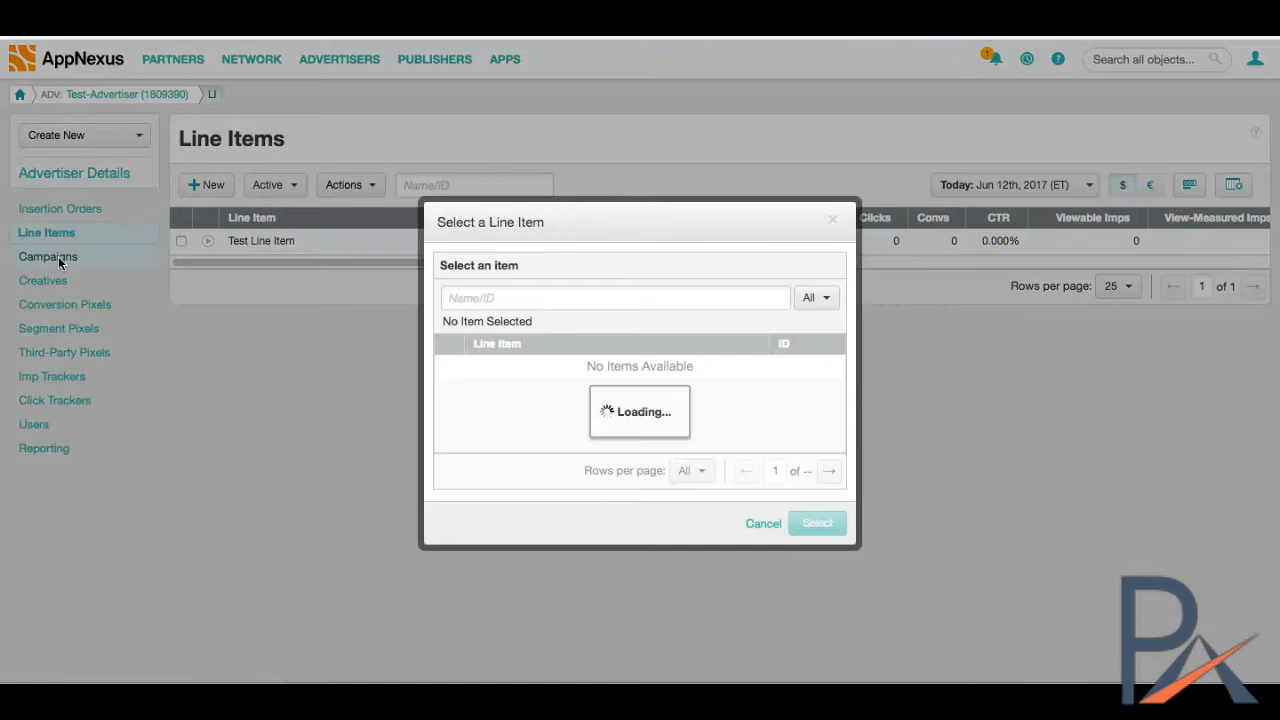 AppNexus PARTNERS NETWORK ADVERTISERS PUBLISHERS APPS 1 ? Search all objects...
ADV: Test-Advertiser (1809390) LI
Create New
Advertiser Details
Insertion Orders
Line Items
Campaigns
Creatives
Conversion Pixels
Segment Pixels
Third-Party Pixels
Imp Trackers
Click Trackers
Users
Reporting
Line Items ?
+ New Active Actions Name/ID Today: Jun 12th, 2017 (ET) $ €
Line Item Clicks Convs CTR Viewable Imps View-Measured Imps
Test Line Item 0 0 0.000% 0
Rows per page: 25 ← 1 of 1 →
Select a Line Item ×
Select an item
Name/ID All
No Item Selected
Line Item ID
No Items Available
Loading...
Rows per page: All ← 1 of -- →
Cancel Select
PA